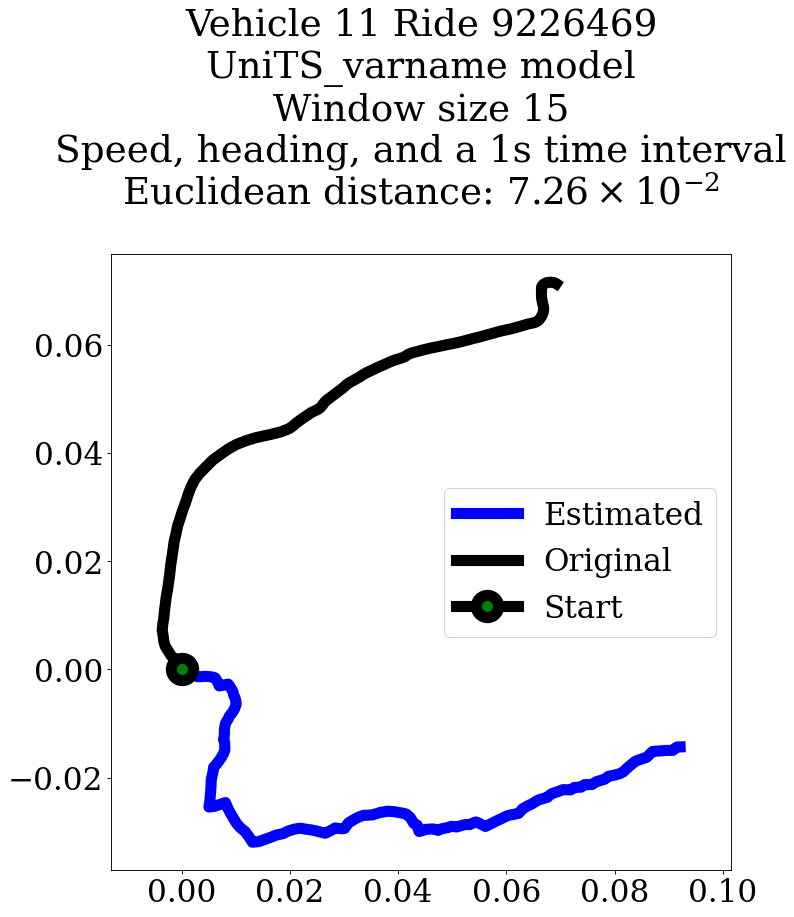 Vehicle 11 Ride 9226469
UniTS_varname model
Window size 15
Speed, heading, and a 1s time interval
Euclidean distance: 7.26 × 10⁻²
0.06
0.04
0.02
0.00
−0.02
Estimated
Original
Start
0.00 0.02 0.04 0.06 0.08 0.10